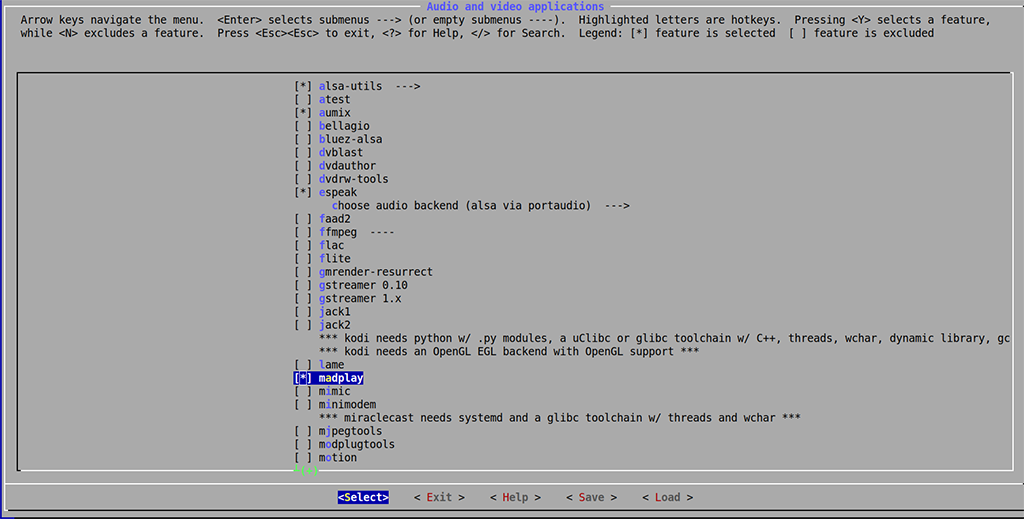 Audio and video applications
Arrow keys navigate the menu.  <Enter> selects submenus ---> (or empty submenus ----).  Highlighted letters are hotkeys.  Pressing <Y> selects a feature,
while <N> excludes a feature.  Press <Esc><Esc> to exit, <?> for Help, </> for Search.  Legend: [*] feature is selected  [ ] feature is excluded
[*] alsa-utils  --->
[ ] atest
[*] aumix
[ ] bellagio
[ ] bluez-alsa
[ ] dvblast
[ ] dvdauthor
[ ] dvdrw-tools
[*] espeak
choose audio backend (alsa via portaudio)  --->
[ ] faad2
[ ] ffmpeg  ----
[ ] flac
[ ] flite
[ ] gmrender-resurrect
[ ] gstreamer 0.10
[ ] gstreamer 1.x
[ ] jack1
[ ] jack2
*** kodi needs python w/ .py modules, a uClibc or glibc toolchain w/ C++, threads, wchar, dynamic library, gc
*** kodi needs an OpenGL EGL backend with OpenGL support ***
[ ] lame
[*] madplay
[ ] mimic
[ ] minimodem
*** miraclecast needs systemd and a glibc toolchain w/ threads and wchar ***
[ ] mjpegtools
[ ] modplugtools
[ ] motion
<Select>    < Exit >    < Help >    < Save >    < Load >